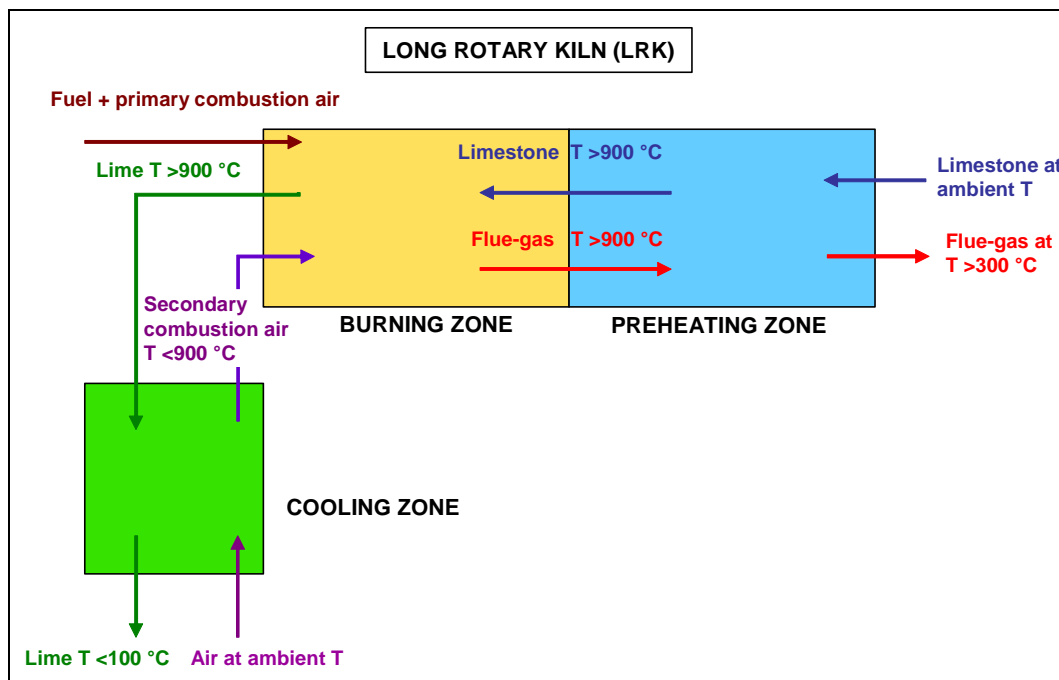 LONG ROTARY KILN (LRK)
Fuel + primary combustion air
Lime T >900 °C
Limestone T >900 °C
Limestone at
ambient T
Flue-gas T >900 °C
Flue-gas at
T >300 °C
Secondary
combustion air
T <900 °C
BURNING ZONE
PREHEATING ZONE
COOLING ZONE
Lime T <100 °C
Air at ambient T